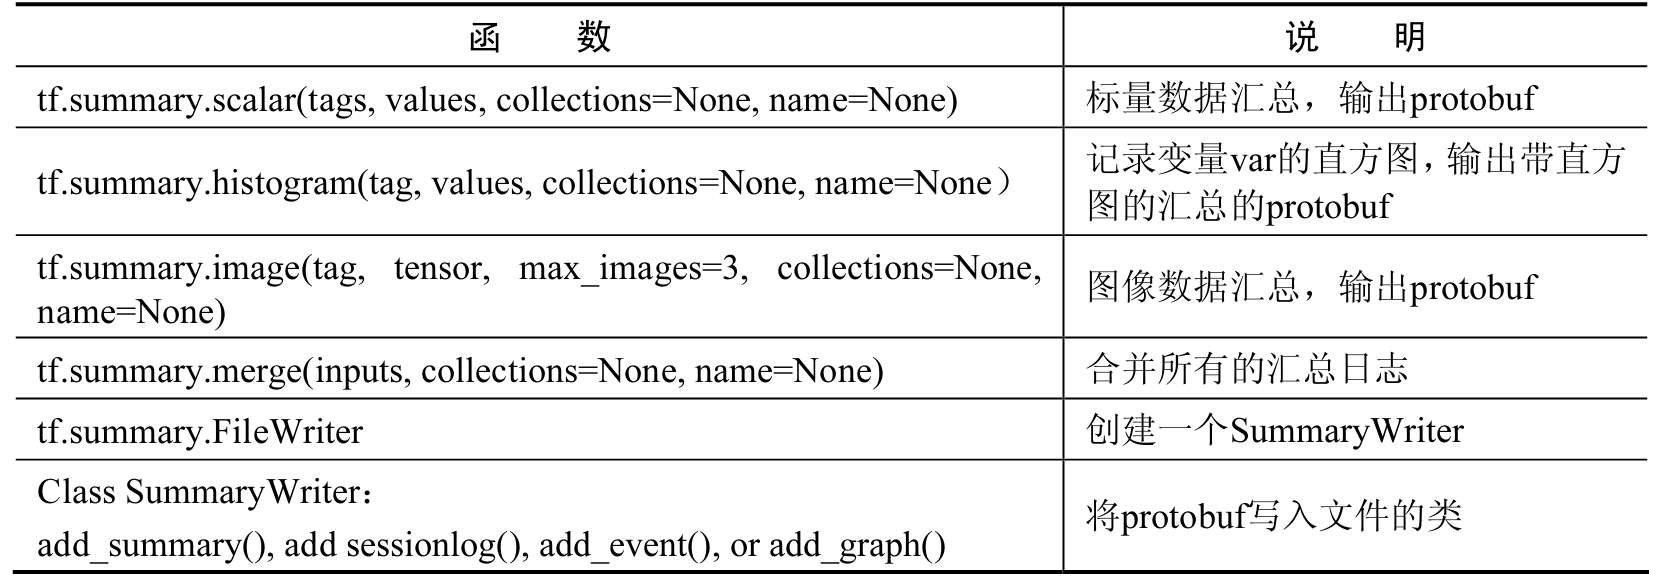 函 数 说 明
tf.summary.scalar(tags, values, collections=None, name=None) 标量数据汇总，输出protobuf
tf.summary.histogram(tag, values, collections=None, name=None） 记录变量var的直方图，输出带直方
图的汇总的protobuf
tf.summary.image(tag, tensor, max_images=3, collections=None,
name=None) 图像数据汇总，输出protobuf
tf.summary.merge(inputs, collections=None, name=None) 合并所有的汇总日志
tf.summary.FileWriter 创建一个SummaryWriter
Class SummaryWriter：
add_summary(), add sessionlog(), add_event(), or add_graph() 将protobuf写入文件的类